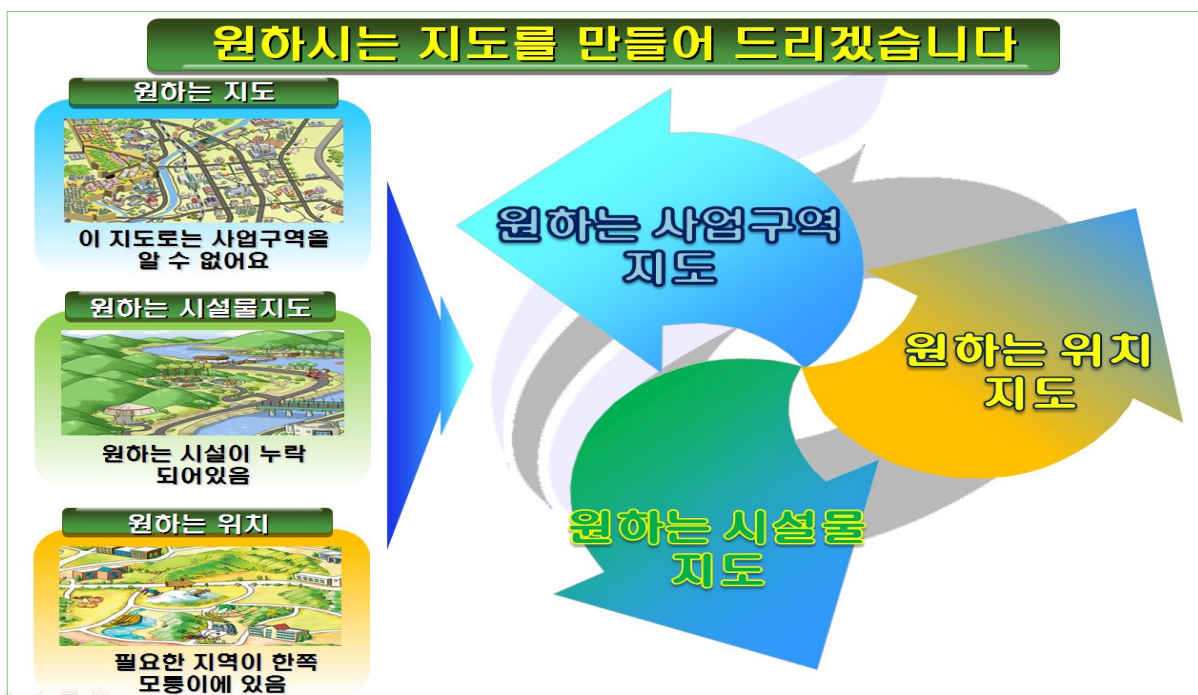 원하시는 지도를 만들어 드리겠습니다
원하는 지도
이 지도로는 사업구역을
알 수 없어요
원하는 시설물지도
원하는 시설이 누락
되어있음
원하는 위치
필요한 지역이 한쪽
모퉁이에 있음
원하는 사업구역
지도
원하는 위치
지도
원하는 시설물
지도